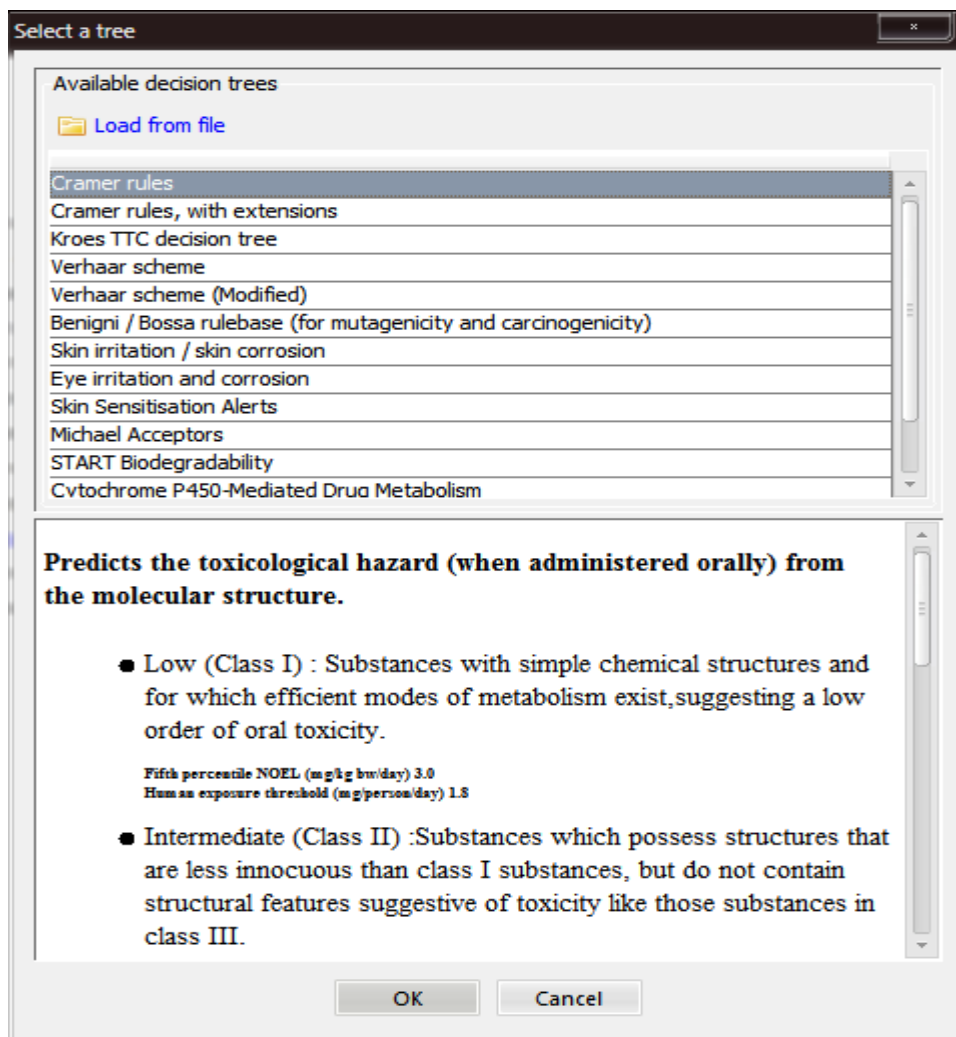 Select a tree
Available decision trees
Load from file
Cramer rules
Cramer rules, with extensions
Kroes TTC decision tree
Verhaar scheme
Verhaar scheme (Modified)
Benigni / Bossa rulebase (for mutagenicity and carcinogenicity)
Skin irritation / skin corrosion
Eye irritation and corrosion
Skin Sensitisation Alerts
Michael Acceptors
START Biodegradability
Cytochrome P450-Mediated Drug Metabolism
Predicts the toxicological hazard (when administered orally) from
the molecular structure.
● Low (Class I) : Substances with simple chemical structures and
for which efficient modes of metabolism exist,suggesting a low
order of oral toxicity.
Fifth percentile NOEL (mg/kg bw/day) 3.0
Human exposure threshold (mg/person/day) 1.8
● Intermediate (Class II) :Substances which possess structures that
are less innocuous than class I substances, but do not contain
structural features suggestive of toxicity like those substances in
class III.
OK Cancel